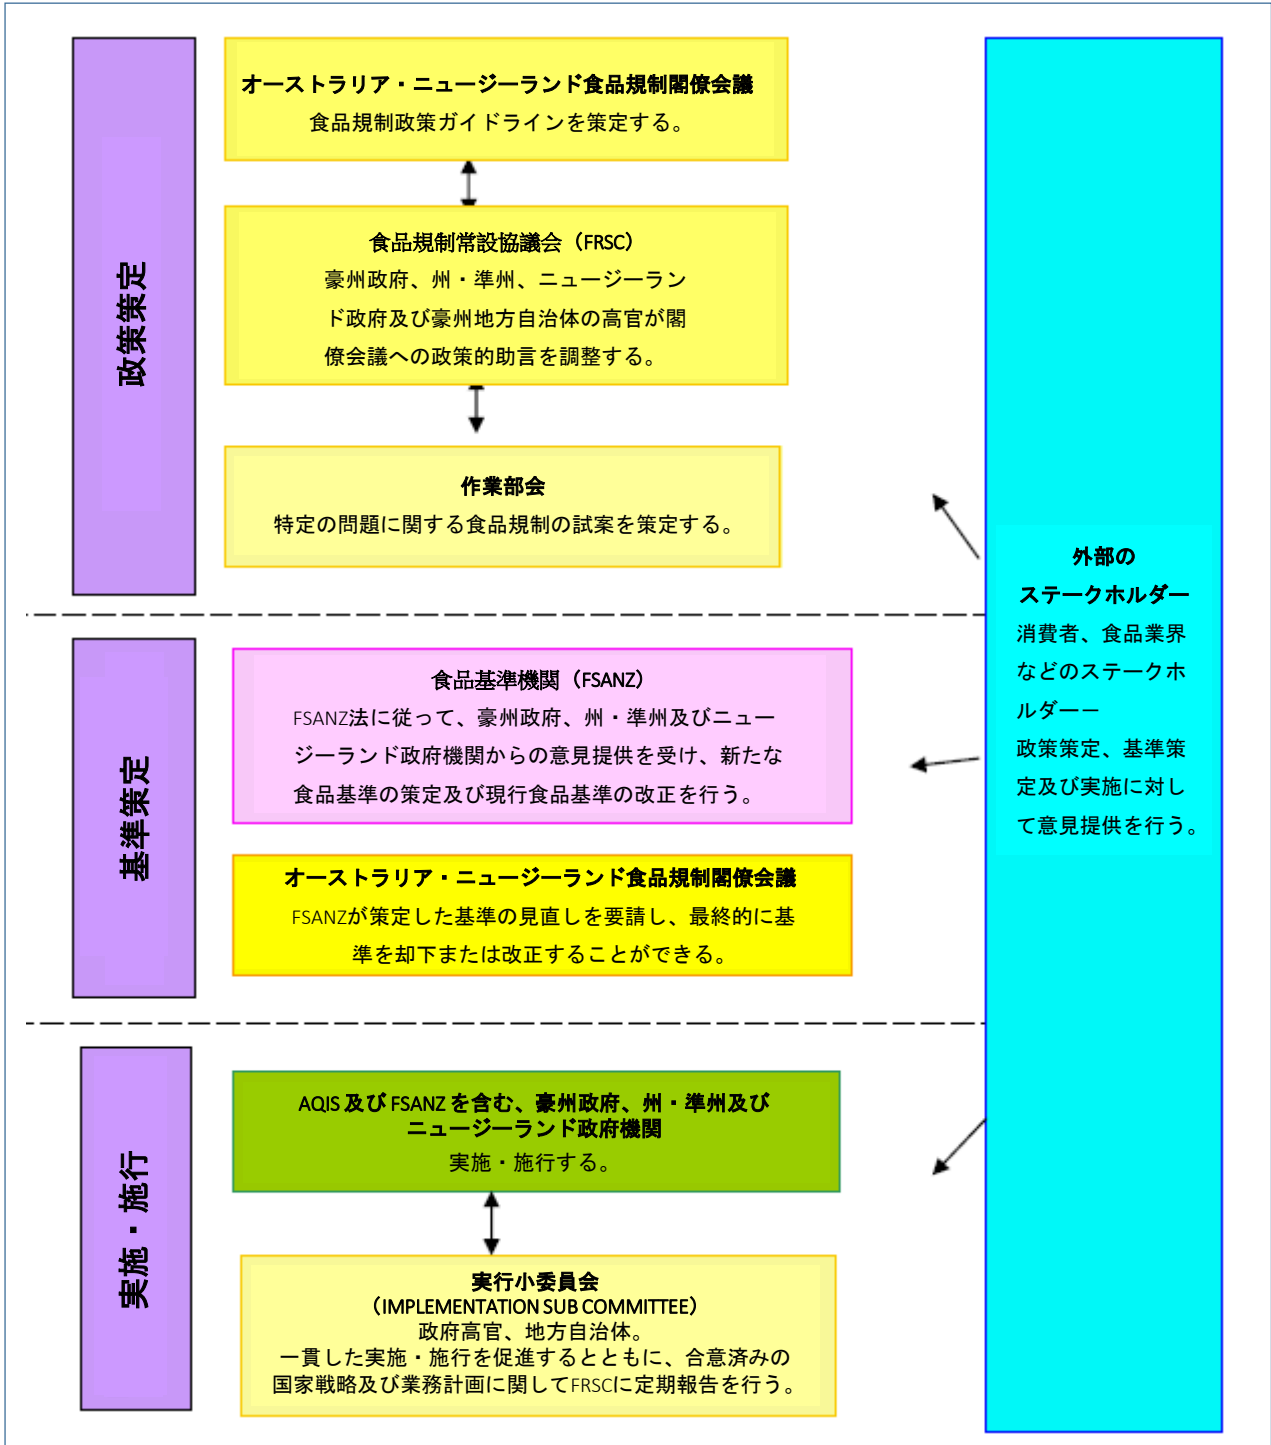 政策策定
オーストラリア・ニュージーランド食品規制閣僚会議
食品規制政策ガイドラインを策定する。
食品規制常設協議会（FRSC）
豪州政府、州・準州、ニュージーラン
ド政府及び豪州地方自治体の高官が閣
僚会議への政策的助言を調整する。
作業部会
特定の問題に関する食品規制の試案を策定する。
基準策定
食品基準機関（FSANZ）
FSANZ法に従って、豪州政府、州・準州及びニュー
ジーランド政府機関からの意見提供を受け、新たな
食品基準の策定及び現行食品基準の改正を行う。
オーストラリア・ニュージーランド食品規制閣僚会議
FSANZが策定した基準の見直しを要請し、最終的に基
準を却下または改正することができる。
実施・施行
AQIS 及び FSANZ を含む、豪州政府、州・準州及び
ニュージーランド政府機関
実施・施行する。
実行小委員会
（IMPLEMENTATION SUB COMMITTEE）
政府高官、地方自治体。
一貫した実施・施行を促進するとともに、合意済みの
国家戦略及び業務計画に関してFRSCに定期報告を行う。
外部の
ステークホルダー
消費者、食品業界
などのステークホ
ルダー－
政策策定、基準策
定及び実施に対し
て意見提供を行う。